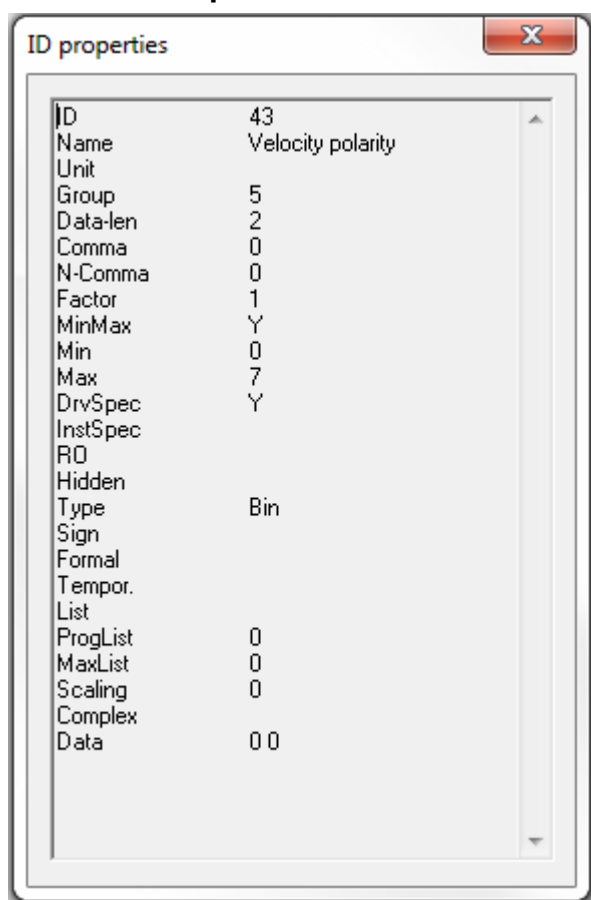 ID properties
ID 43
Name Velocity polarity
Unit
Group 5
Data-len 2
Comma 0
N-Comma 0
Factor 1
MinMax Y
Min 0
Max 7
DrvSpec Y
InstSpec
RO
Hidden
Type Bin
Sign
Formal
Tempor.
List
ProgList 0
MaxList 0
Scaling 0
Complex
Data 0 0